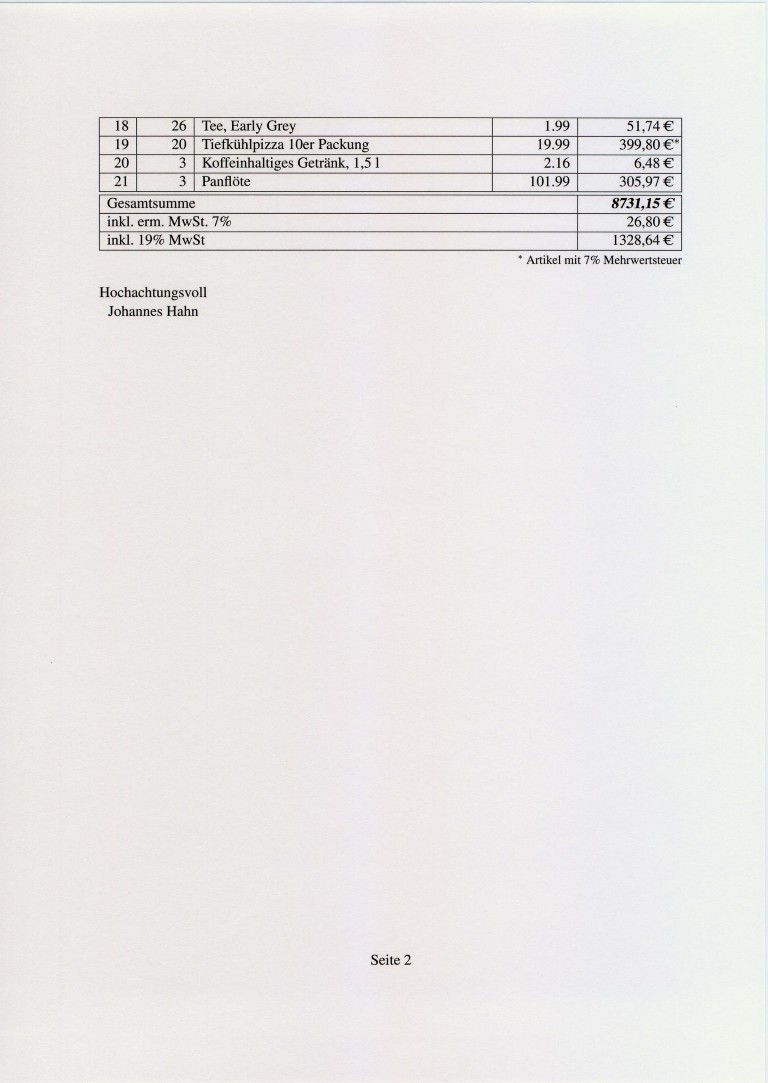 18 26 Tee, Early Grey 1.99 51,74 €
19 20 Tiefkühlpizza 10er Packung 19.99 399,80 €*
20 3 Koffeinhaltiges Getränk, 1,5 l 2.16 6,48 €
21 3 Panflöte 101.99 305,97 €
Gesamtsumme 8731,15 €
inkl. erm. MwSt. 7% 26,80 €
inkl. 19% MwSt 1328,64 €
* Artikel mit 7% Mehrwertsteuer
Hochachtungsvoll
Johannes Hahn
Seite 2